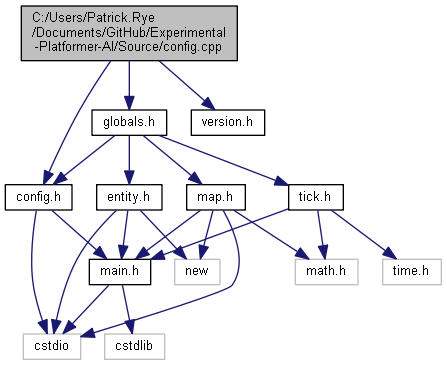 C:/Users/Patrick.Rye
/Documents/GitHub/Experimental
-Platformer-AI/Source/config.cpp
globals.h
version.h
config.h
entity.h
map.h
tick.h
main.h
new
math.h
time.h
cstdio
cstdlib